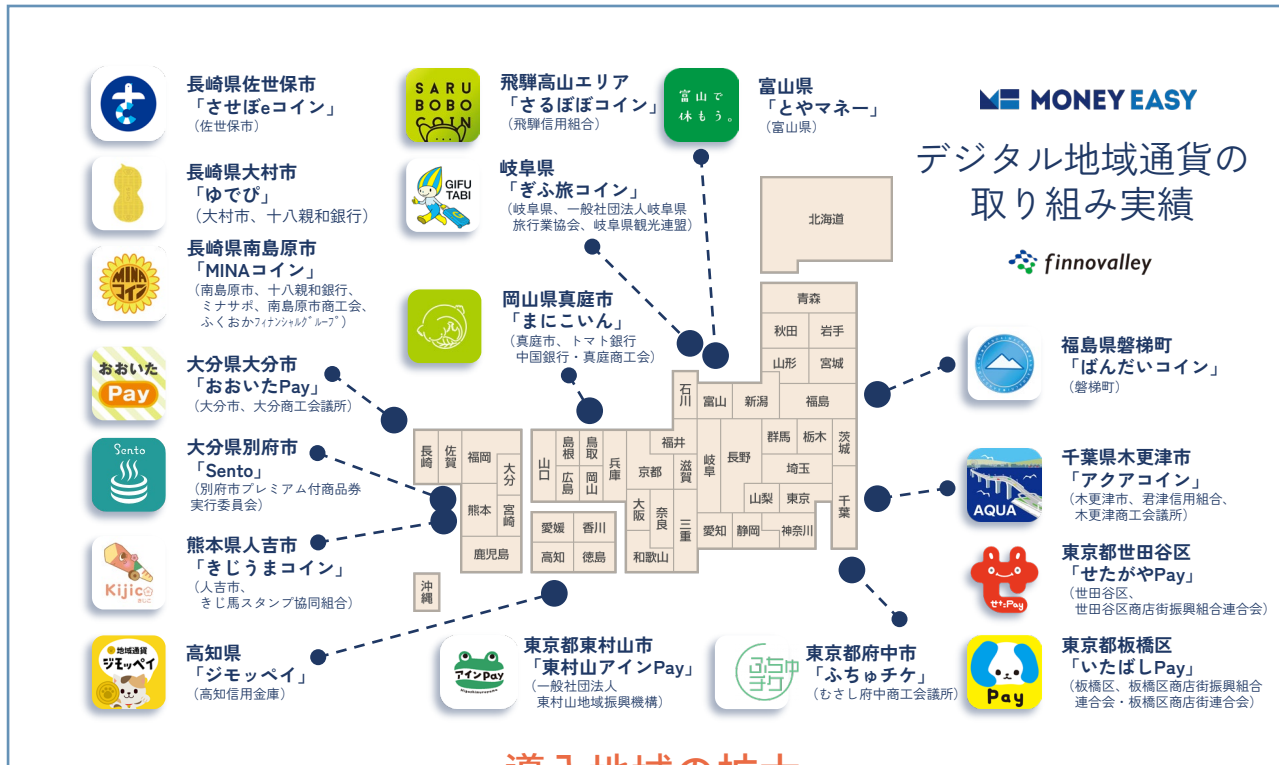 長崎県佐世保市
「させぼeコイン」
（佐世保市）
長崎県大村市
「ゆでぴ」
（大村市、十八親和銀行）
MINA
コイン
長崎県南島原市
「MINAコイン」
（南島原市、十八親和銀行、
ミナサポ、南島原市商工会、
ふくおかﾌｨﾅﾝｼｬﾙｸﾞﾙｰﾌﾟ）
おおいた
Pay
大分県大分市
「おおいたPay」
（大分市、大分商工会議所）
Sento
大分県別府市
「Sento」
（別府市プレミアム付商品券
実行委員会）
Kijica
熊本県人吉市
「きじうまコイン」
（人吉市、
きじ馬スタンプ協同組合）
地域通貨
ジモッペイ
高知県
「ジモッペイ」
（高知信用金庫）
SARU
BOBO
COIN
飛騨高山エリア
「さるぼぼコイン」
（飛騨信用組合）
GIFU
TABI
岐阜県
「ぎふ旅コイン」
（岐阜県、一般社団法人岐阜県
旅行業協会、岐阜県観光連盟）
岡山県真庭市
「まにこいん」
（真庭市、トマト銀行
中国銀行・真庭商工会）
富山で
休もう。
富山県
「とやマネー」
（富山県）
MONEY EASY
デジタル地域通貨の
取り組み実績
finnovalley
北海道
青森
秋田
岩手
山形
宮城
石川
富山
新潟
福島
長崎
佐賀
福岡
大分
熊本
宮崎
鹿児島
沖縄
山口
島根
鳥取
広島
岡山
兵庫
愛媛
香川
高知
徳島
福井
京都
滋賀
大阪
奈良
和歌山
三重
岐阜
長野
群馬
栃木
茨城
埼玉
山梨
東京
千葉
愛知
静岡
神奈川
福島県磐梯町
「ばんだいコイン」
（磐梯町）
AQUA
千葉県木更津市
「アクアコイン」
（木更津市、君津信用組合、
木更津商工会議所）
せたPay
東京都世田谷区
「せたがやPay」
（世田谷区、
世田谷区商店街振興組合連合会）
アインPay
東京都東村山市
「東村山アインPay」
（一般社団法人
東村山地域振興機構）
ふちゅ
チケ
東京都府中市
「ふちゅチケ」
（むさし府中商工会議所）
Pay
東京都板橋区
「いたばしPay」
（板橋区、板橋区商店街振興組合
連合会・板橋区商店街連合会）
導入地域の拡大